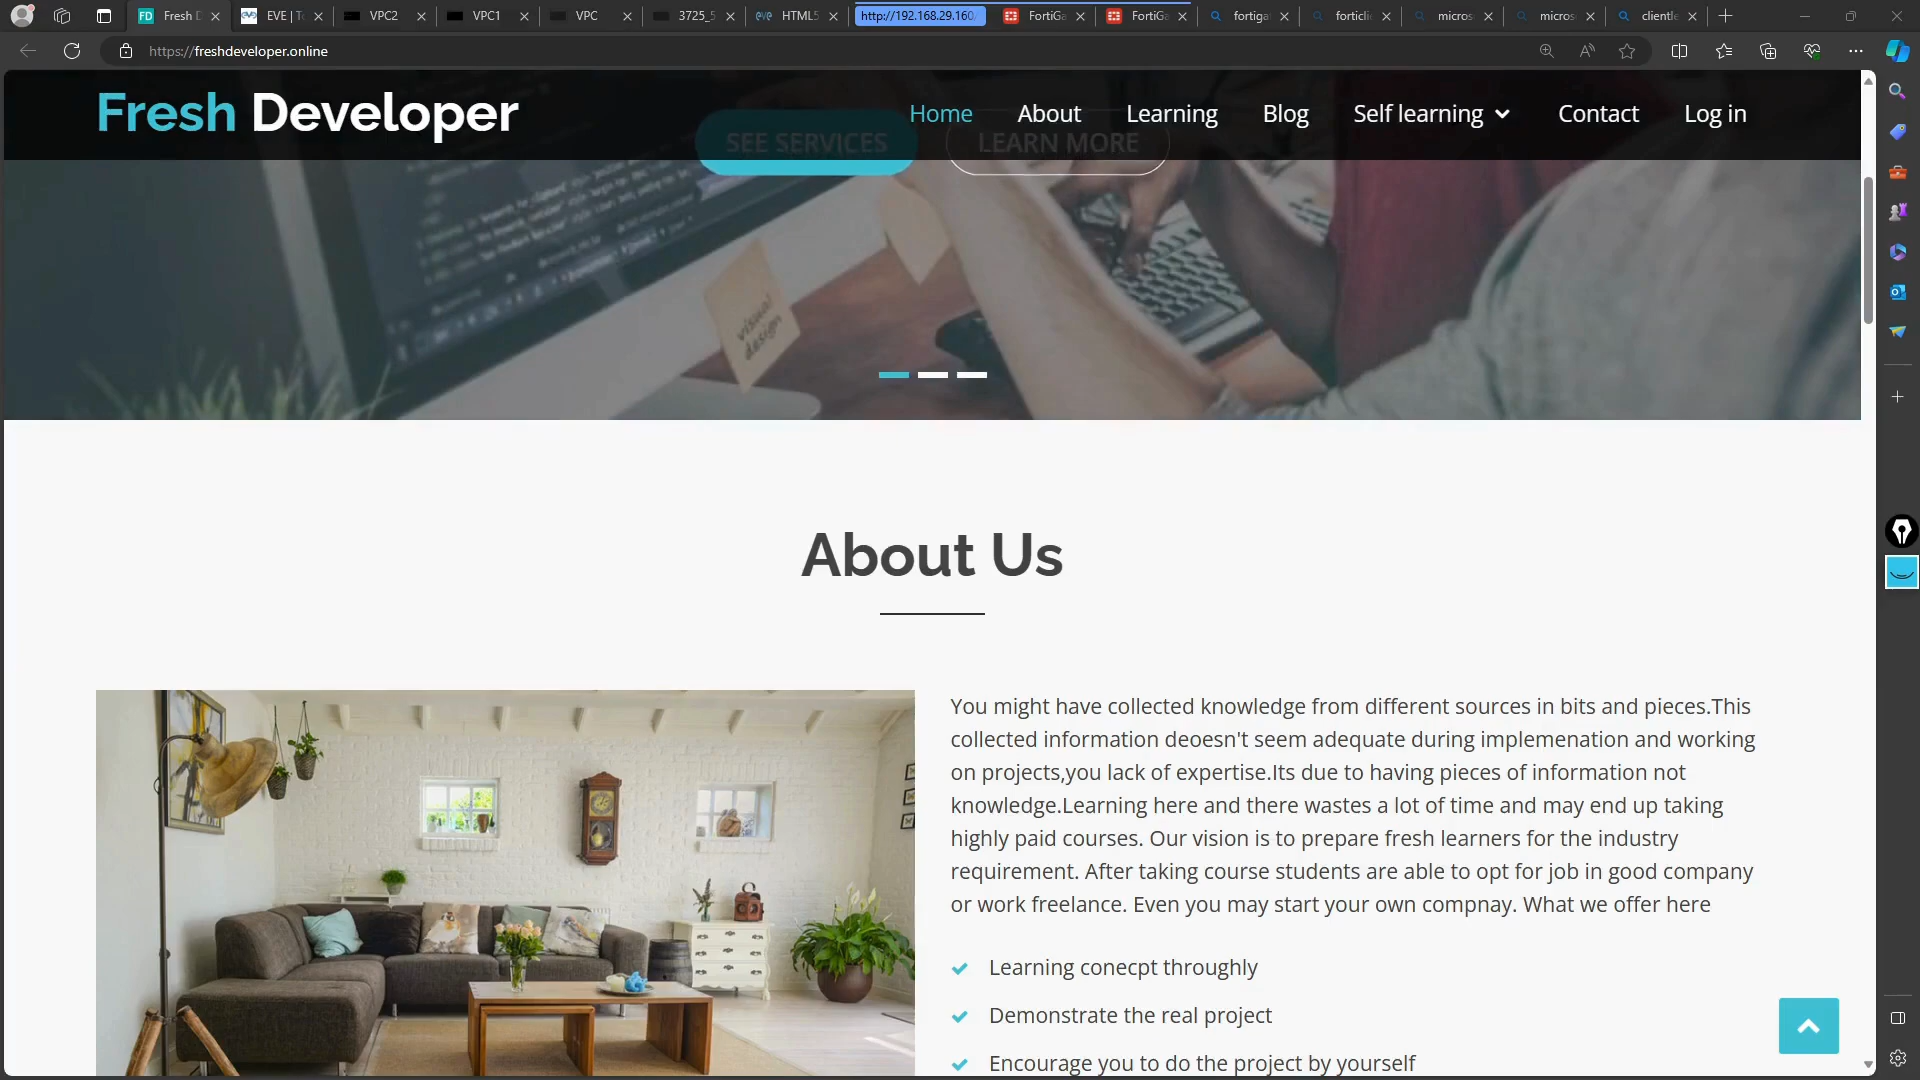 Fresh D
EVE | To
VPC2
VPC1
VPC
3725_5
HTML5
http://192.168.29.160/
FortiGa
FortiGa
fortiga
forticli
micros
micros
clientle
https://freshdeveloper.online
Fresh Developer
Home
About
Learning
Blog
Self learning
Contact
Log in
SEE SERVICES
LEARN MORE
visual
design
About Us
You might have collected knowledge from different sources in bits and pieces.This
collected information deoesn't seem adequate during implemenation and working
on projects,you lack of expertise.Its due to having pieces of information not
knowledge.Learning here and there wastes a lot of time and may end up taking
highly paid courses. Our vision is to prepare fresh learners for the industry
requirement. After taking course students are able to opt for job in good company
or work freelance. Even you may start your own compnay. What we offer here
Learning conecpt throughly
Demonstrate the real project
Encourage you to do the project by yourself